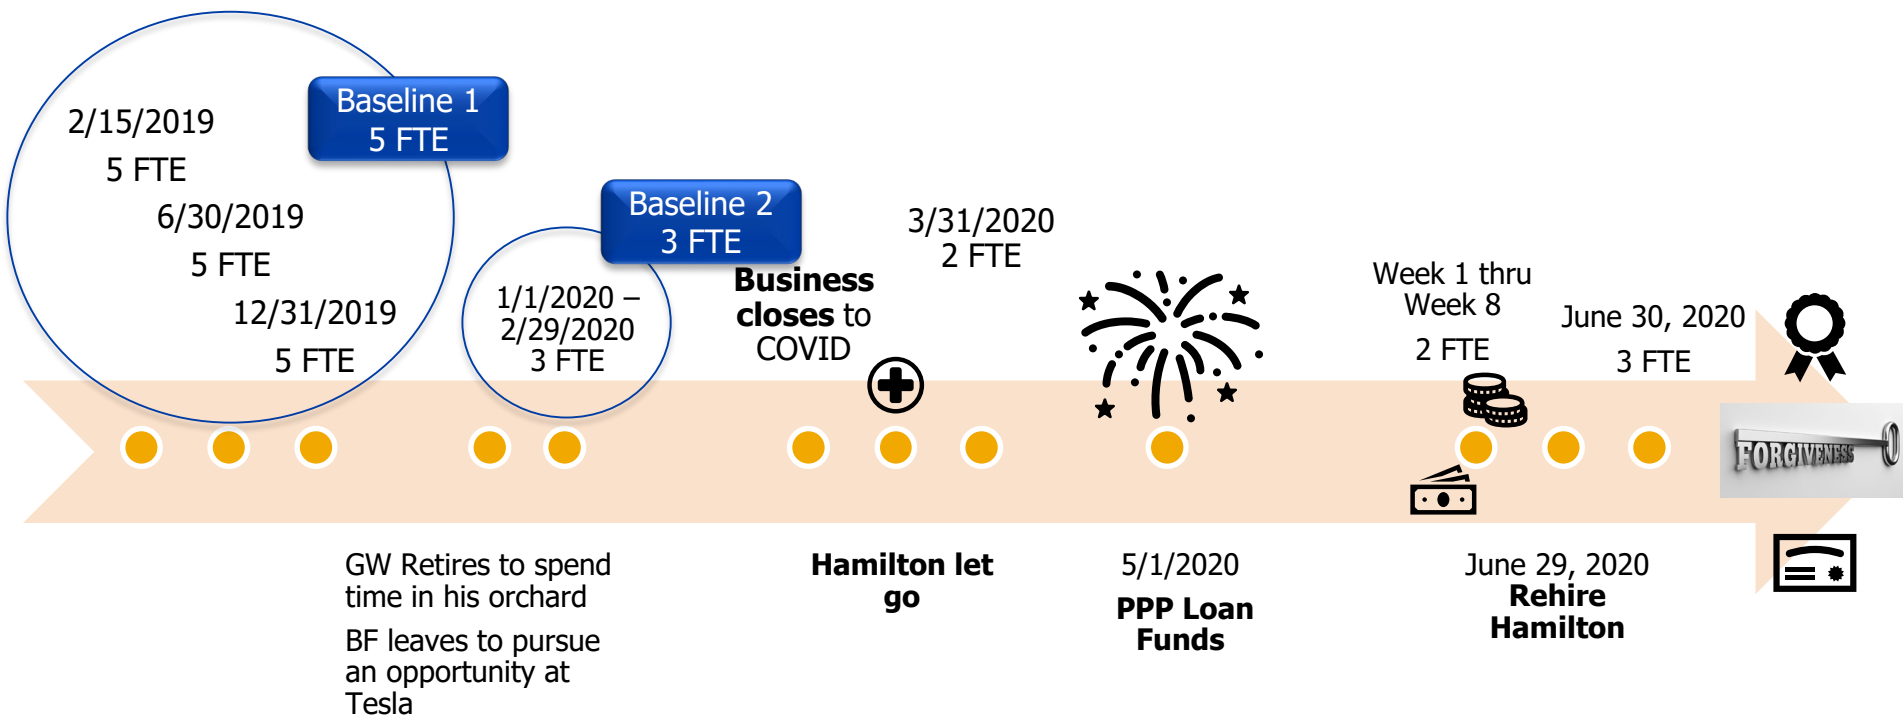 2/15/2019
5 FTE
6/30/2019
5 FTE
12/31/2019
5 FTE
Baseline 1
5 FTE
1/1/2020 –
2/29/2020
3 FTE
Baseline 2
3 FTE
Business
closes to
COVID
3/31/2020
2 FTE
Week 1 thru
Week 8
2 FTE
June 30, 2020
3 FTE
FORGIVENESS
GW Retires to spend
time in his orchard
BF leaves to pursue
an opportunity at
Tesla
Hamilton let
go
5/1/2020
PPP Loan
Funds
June 29, 2020
Rehire
Hamilton